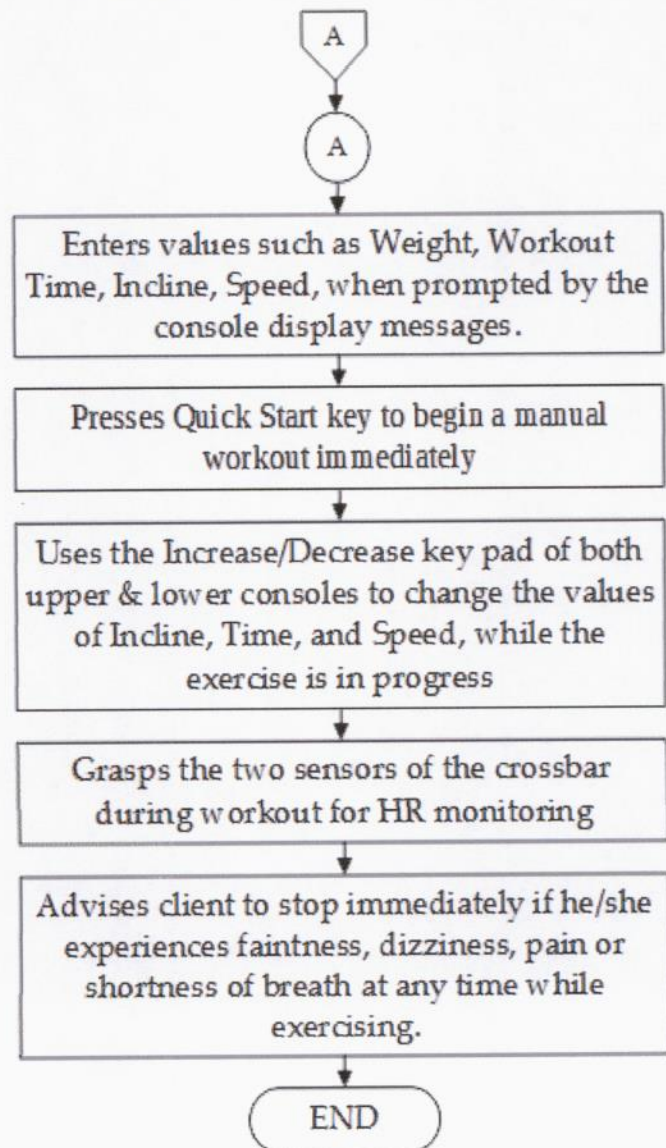 A
A
Enters values such as Weight, Workout
Time, Incline, Speed, when prompted by the
console display messages.
Presses Quick Start key to begin a manual
workout immediately
Uses the Increase/Decrease key pad of both
upper & lower consoles to change the values
of Incline, Time, and Speed, while the
exercise is in progress
Grasps the two sensors of the crossbar
during workout for HR monitoring
Advises client to stop immediately if he/she
experiences faintness, dizziness, pain or
shortness of breath at any time while
exercising.
END